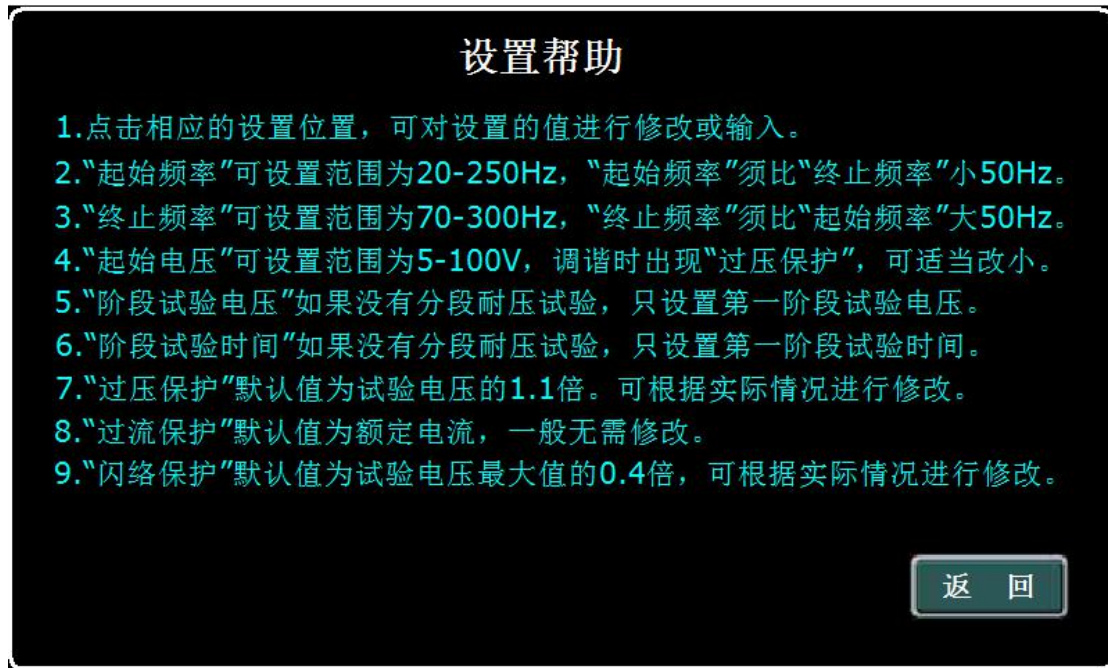 设置帮助
1.点击相应的设置位置，可对设置的值进行修改或输入。
2.“起始频率”可设置范围为20-250Hz，“起始频率”须比“终止频率”小50Hz。
3.“终止频率”可设置范围为70-300Hz，“终止频率”须比“起始频率”大50Hz。
4.“起始电压”可设置范围为5-100V，调谐时出现“过压保护”，可适当改小。
5.“阶段试验电压”如果没有分段耐压试验，只设置第一阶段试验电压。
6.“阶段试验时间”如果没有分段耐压试验，只设置第一阶段试验时间。
7.“过压保护”默认值为试验电压的1.1倍。可根据实际情况进行修改。
8.“过流保护”默认值为额定电流，一般无需修改。
9.“闪络保护”默认值为试验电压最大值的0.4倍，可根据实际情况进行修改。
返 回